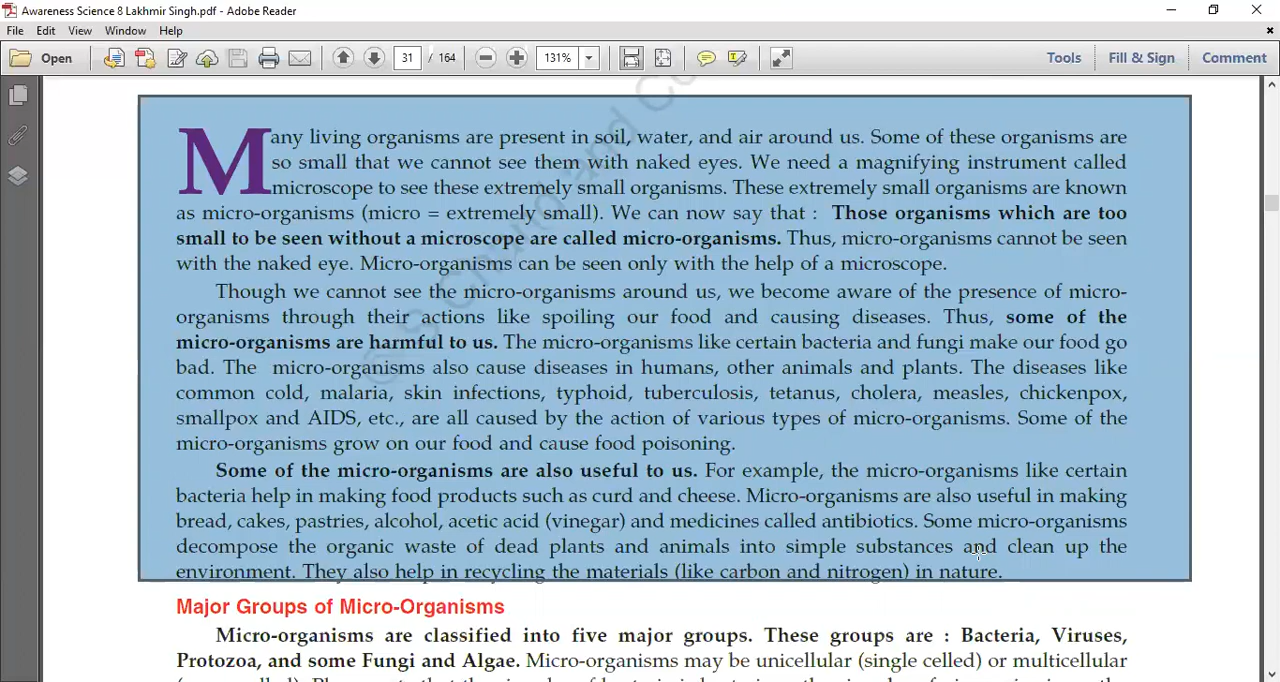 Awareness Science 8 Lakhmir Singh.pdf - Adobe Reader
File Edit View Window Help
Open 31 / 164 131% Tools Fill & Sign Comment
Many living organisms are present in soil, water, and air around us. Some of these organisms are
so small that we cannot see them with naked eyes. We need a magnifying instrument called
microscope to see these extremely small organisms. These extremely small organisms are known
as micro-organisms (micro = extremely small). We can now say that : Those organisms which are too
small to be seen without a microscope are called micro-organisms. Thus, micro-organisms cannot be seen
with the naked eye. Micro-organisms can be seen only with the help of a microscope.
Though we cannot see the micro-organisms around us, we become aware of the presence of micro-
organisms through their actions like spoiling our food and causing diseases. Thus, some of the
micro-organisms are harmful to us. The micro-organisms like certain bacteria and fungi make our food go
bad. The micro-organisms also cause diseases in humans, other animals and plants. The diseases like
common cold, malaria, skin infections, typhoid, tuberculosis, tetanus, cholera, measles, chickenpox,
smallpox and AIDS, etc., are all caused by the action of various types of micro-organisms. Some of the
micro-organisms grow on our food and cause food poisoning.
Some of the micro-organisms are also useful to us. For example, the micro-organisms like certain
bacteria help in making food products such as curd and cheese. Micro-organisms are also useful in making
bread, cakes, pastries, alcohol, acetic acid (vinegar) and medicines called antibiotics. Some micro-organisms
decompose the organic waste of dead plants and animals into simple substances and clean up the
environment. They also help in recycling the materials (like carbon and nitrogen) in nature.
Major Groups of Micro-Organisms
Micro-organisms are classified into five major groups. These groups are : Bacteria, Viruses,
Protozoa, and some Fungi and Algae. Micro-organisms may be unicellular (single celled) or multicellular